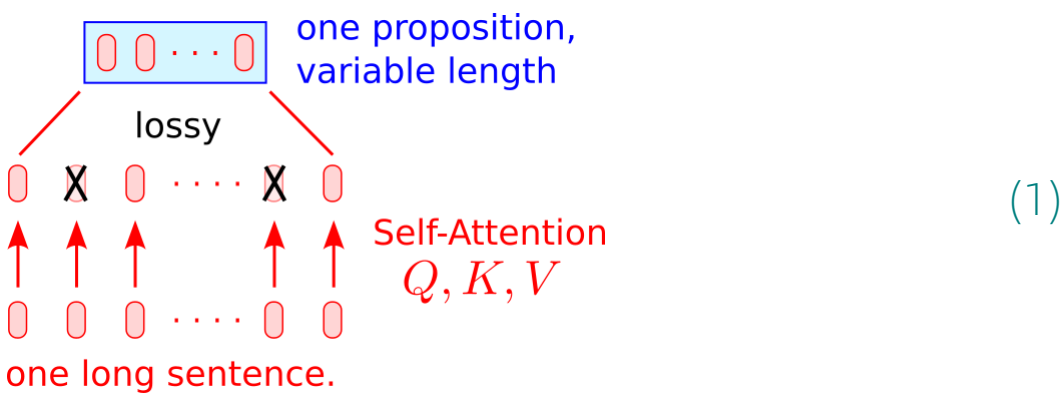 one proposition,
variable length
lossy
(1)
Self-Attention
Q, K, V
one long sentence.